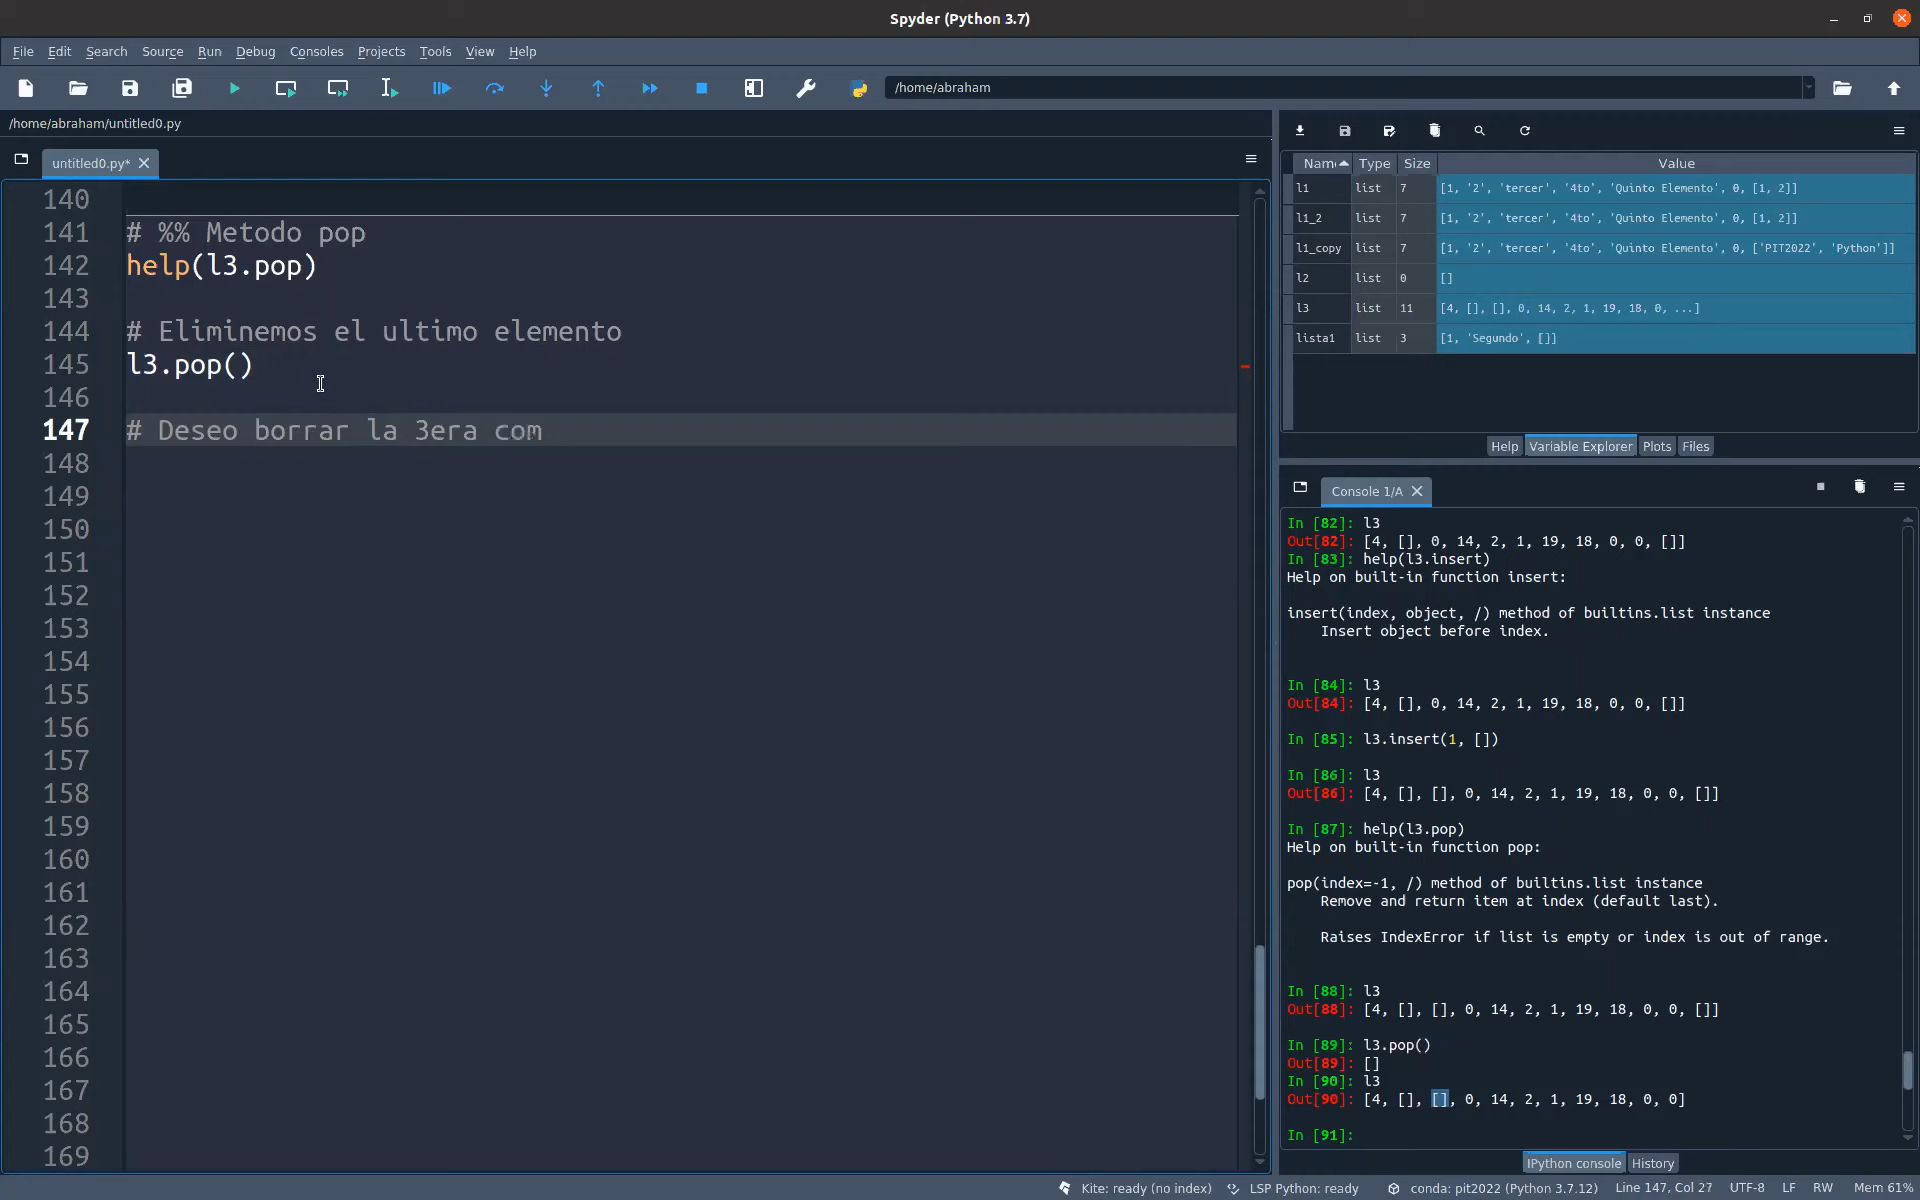 Spyder (Python 3.7)
File Edit Search Source Run Debug Consoles Projects Tools View Help
/home/abraham
/home/abraham/untitled0.py
untitled0.py*
140
141 # %% Metodo pop
142 help(l3.pop)
143
144 # Eliminemos el ultimo elemento
145 l3.pop()
146
147 # Deseo borrar la 3era com
148
149
150
151
152
153
154
155
156
157
158
159
160
161
162
163
164
165
166
167
168
169
Name Type Size Value
l1 list 7 [1, '2', 'tercer', '4to', 'Quinto Elemento', 0, [1, 2]]
l1_2 list 7 [1, '2', 'tercer', '4to', 'Quinto Elemento', 0, [1, 2]]
l1_copy list 7 [1, '2', 'tercer', '4to', 'Quinto Elemento', 0, ['PIT2022', 'Python']]
l2 list 0 []
l3 list 11 [4, [], [], 0, 14, 2, 1, 19, 18, 0, ...]
lista1 list 3 [1, 'Segundo', []]
Help Variable Explorer Plots Files
Console 1/A
In [82]: l3
Out[82]: [4, [], 0, 14, 2, 1, 19, 18, 0, 0, []]
In [83]: help(l3.insert)
Help on built-in function insert:
insert(index, object, /) method of builtins.list instance
Insert object before index.
In [84]: l3
Out[84]: [4, [], 0, 14, 2, 1, 19, 18, 0, 0, []]
In [85]: l3.insert(1, [])
In [86]: l3
Out[86]: [4, [], [], 0, 14, 2, 1, 19, 18, 0, 0, []]
In [87]: help(l3.pop)
Help on built-in function pop:
pop(index=-1, /) method of builtins.list instance
Remove and return item at index (default last).
Raises IndexError if list is empty or index is out of range.
In [88]: l3
Out[88]: [4, [], [], 0, 14, 2, 1, 19, 18, 0, 0, []]
In [89]: l3.pop()
Out[89]: []
In [90]: l3
Out[90]: [4, [], [], 0, 14, 2, 1, 19, 18, 0, 0]
In [91]:
IPython console History
Kite: ready (no index) LSP Python: ready conda: pit2022 (Python 3.7.12) Line 147, Col 27 UTF-8 LF RW Mem 61%